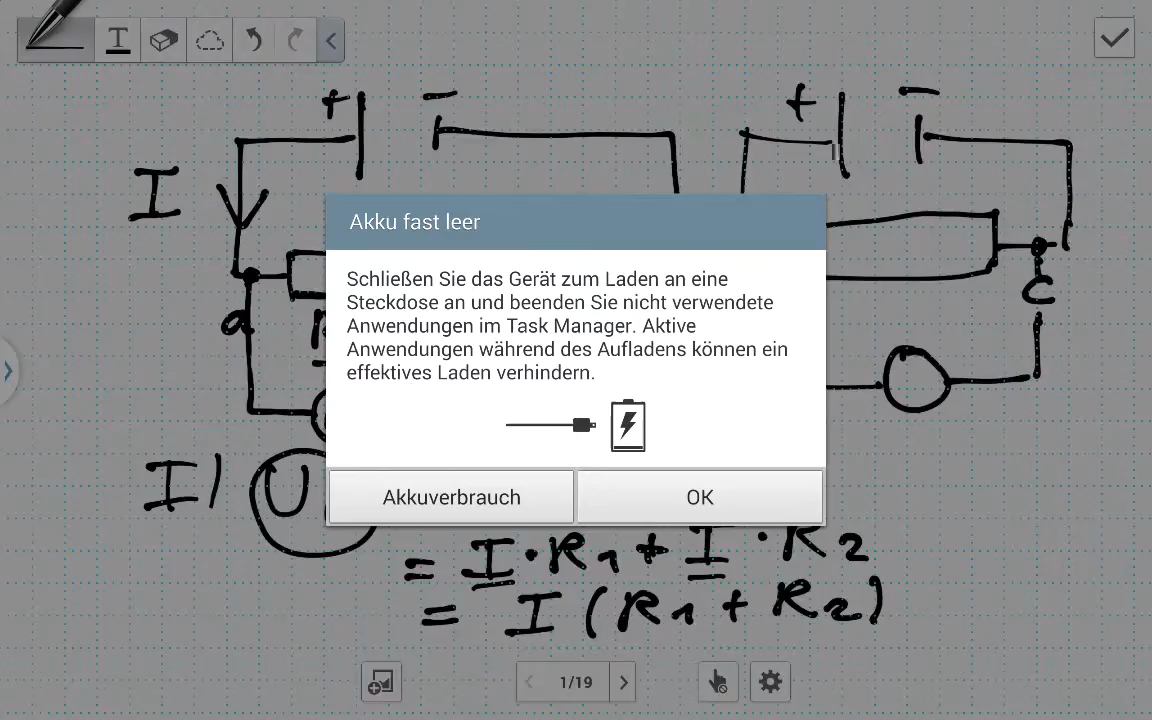 T
+ − + −
I
Akku fast leer
Schließen Sie das Gerät zum Laden an eine
Steckdose an und beenden Sie nicht verwendete
Anwendungen im Task Manager. Aktive
Anwendungen während des Aufladens können ein
effektives Laden verhindern.
a
c
Akkuverbrauch
OK
I) U
= I · R1 + I · R2
= I (R1 + R2)
1/19